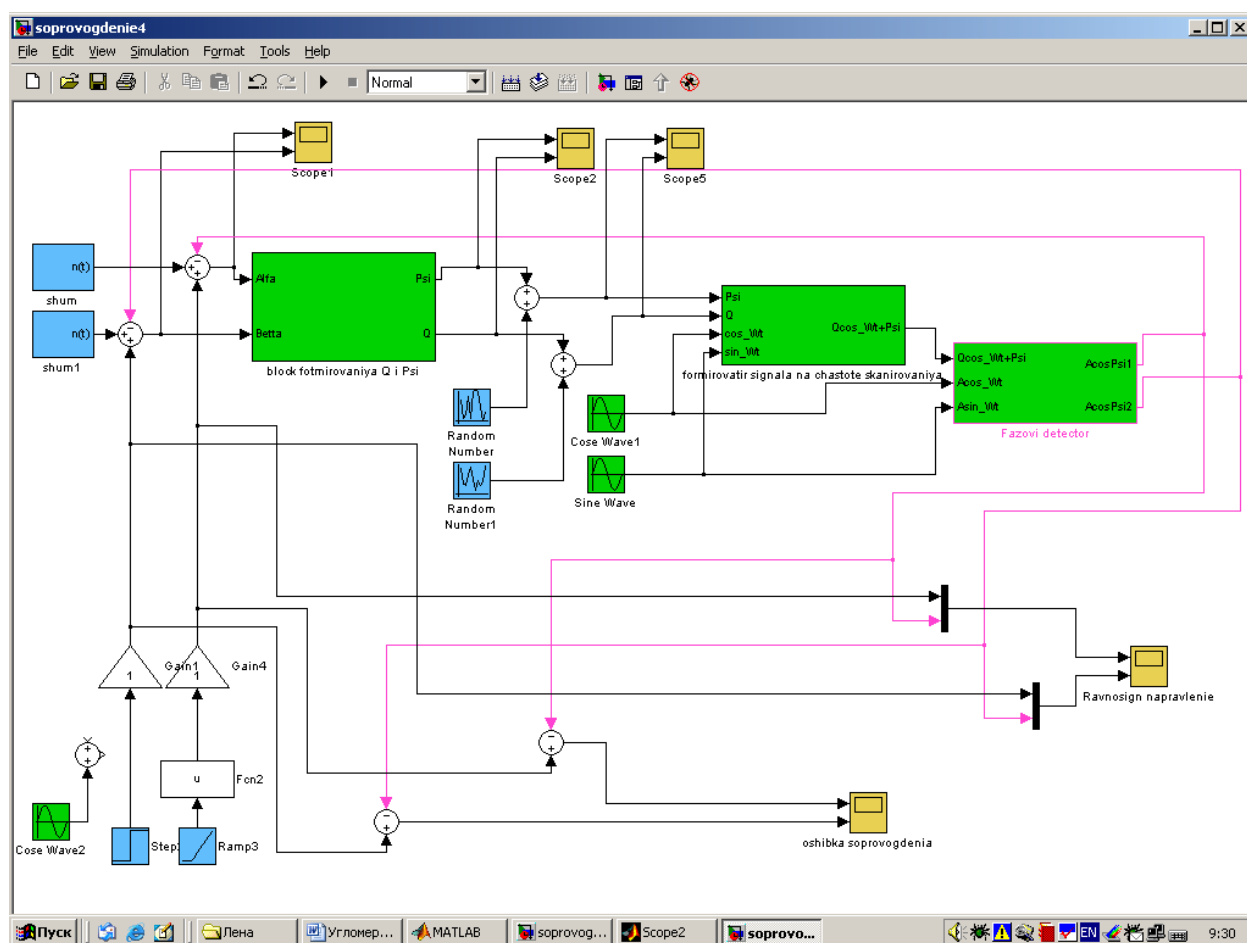 soprovogdenie4
File Edit View Simulation Format Tools Help
Normal
Scope1
Scope2
Scope5
n(t)
shum
n(t)
shum1
Alfa
Betta
Psi
Q
block fotmirovaniya Q i Psi
Psi
Q
cos_Wt
sin_Wt
Qcos_Wt+Psi
formirovatir signala na chastote skanirovaniya
Qcos_Wt+Psi
Acos_Wt
Asin_Wt
AcosPsi1
AcosPsi2
Fazovi detector
Random
Number
Random
Number1
Cose Wave1
Sine Wave
1
Gain1
1
Gain4
Ravnosign napravlenie
u
Fcn2
Cose Wave2
Ramp3
oshibka soprovogdenia
Пуск
Лена
Угломер...
MATLAB
soprovog...
Scope2
soprovo...
EN
9:30